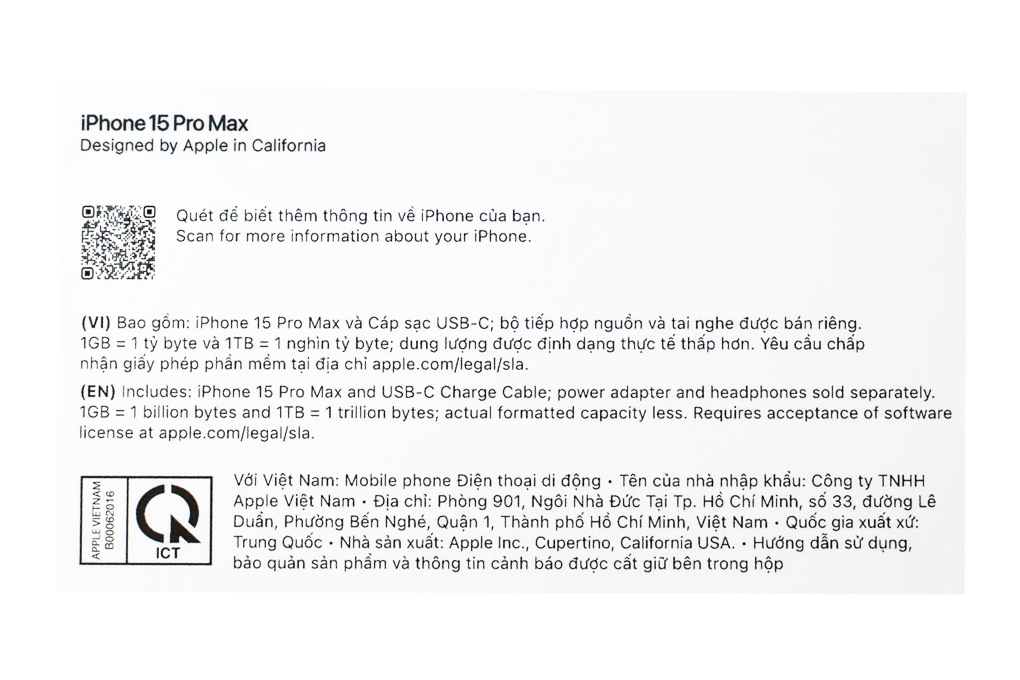 iPhone 15 Pro Max
Designed by Apple in California
Quét để biết thêm thông tin về iPhone của bạn.
Scan for more information about your iPhone.
(VI) Bao gồm: iPhone 15 Pro Max và Cáp sạc USB-C; bộ tiếp hợp nguồn và tai nghe được bán riêng.
1GB = 1 tỷ byte và 1TB = 1 nghìn tỷ byte; dung lượng được định dạng thực tế thấp hơn. Yêu cầu chấp
nhận giấy phép phần mềm tại địa chỉ apple.com/legal/sla.
(EN) Includes: iPhone 15 Pro Max and USB-C Charge Cable; power adapter and headphones sold separately.
1GB = 1 billion bytes and 1TB = 1 trillion bytes; actual formatted capacity less. Requires acceptance of software
license at apple.com/legal/sla.
APPLE VIETNAM
B00062016
ICT
Với Việt Nam: Mobile phone Điện thoại di động • Tên của nhà nhập khẩu: Công ty TNHH
Apple Việt Nam • Địa chỉ: Phòng 901, Ngôi Nhà Đức Tại Tp. Hồ Chí Minh, số 33, đường Lê
Duẩn, Phường Bến Nghé, Quận 1, Thành phố Hồ Chí Minh, Việt Nam • Quốc gia xuất xứ:
Trung Quốc • Nhà sản xuất: Apple Inc., Cupertino, California USA. • Hướng dẫn sử dụng,
bảo quản sản phẩm và thông tin cảnh báo được cất giữ bên trong hộp